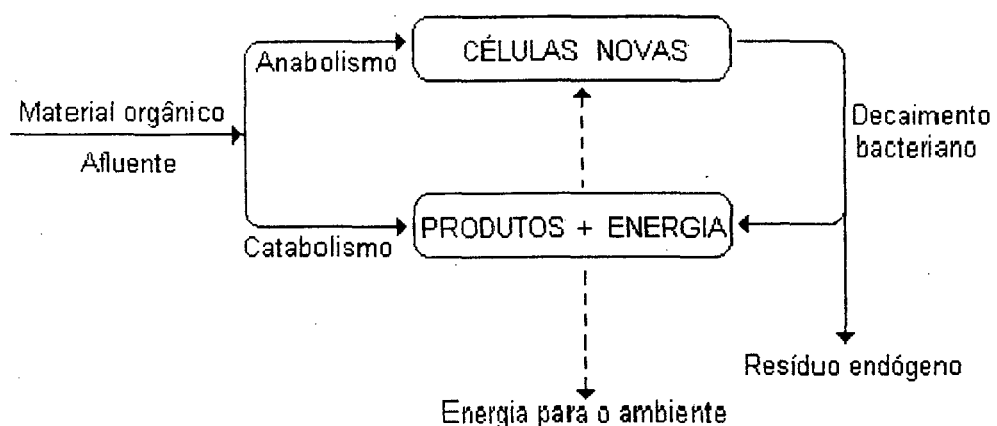 CÉLULAS NOVAS
Anabolismo
Material orgânico
Afluente
Decaimento
bacteriano
PRODUTOS + ENERGIA
Catabolismo
Resíduo endógeno
Energia para o ambiente